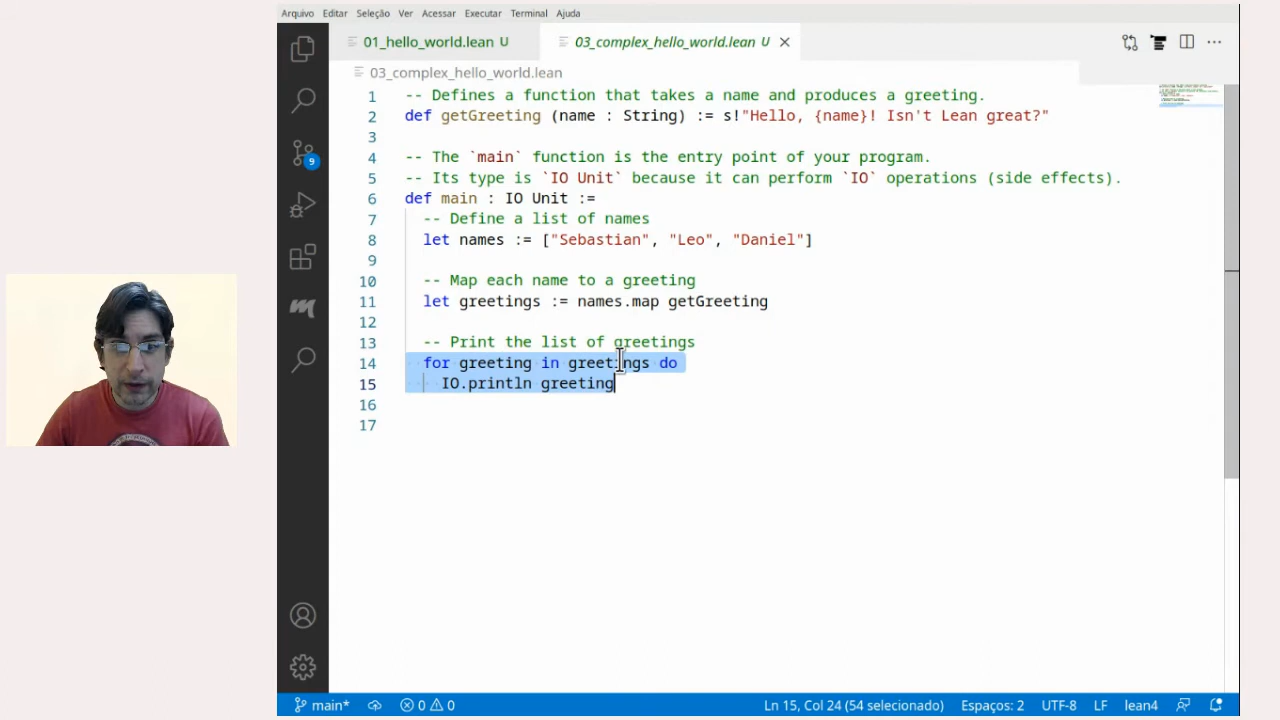 Arquivo Editar Seleção Ver Acessar Executar Terminal Ajuda
01_hello_world.lean U 03_complex_hello_world.lean U
03_complex_hello_world.lean
1 -- Defines a function that takes a name and produces a greeting.
2 def getGreeting (name : String) := s!"Hello, {name}! Isn't Lean great?"
3
4 -- The `main` function is the entry point of your program.
5 -- Its type is `IO Unit` because it can perform `IO` operations (side effects).
6 def main : IO Unit :=
7 -- Define a list of names
8 let names := ["Sebastian", "Leo", "Daniel"]
9
10 -- Map each name to a greeting
11 let greetings := names.map getGreeting
12
13 -- Print the list of greetings
14 for greeting in greetings do
15 IO.println greeting
16
17
9
main* 0 0 Ln 15, Col 24 (54 selecionado) Espaços: 2 UTF-8 LF lean4